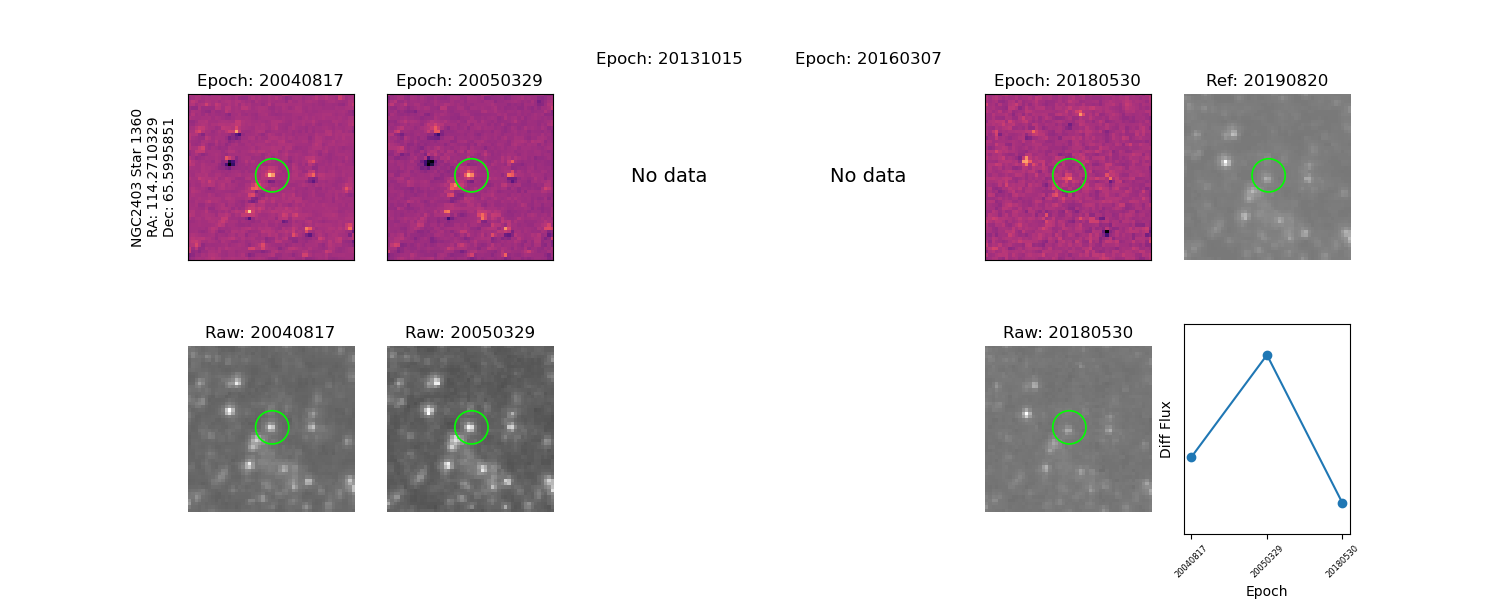 Epoch: 20040817
Epoch: 20050329
Epoch: 20131015
Epoch: 20160307
Epoch: 20180530
Ref: 20190820
NGC2403 Star 1360
RA: 114.2710329
Dec: 65.5995851
No data
No data
Raw: 20040817
Raw: 20050329
Raw: 20180530
Diff Flux
20040817
20050329
20180530
Epoch